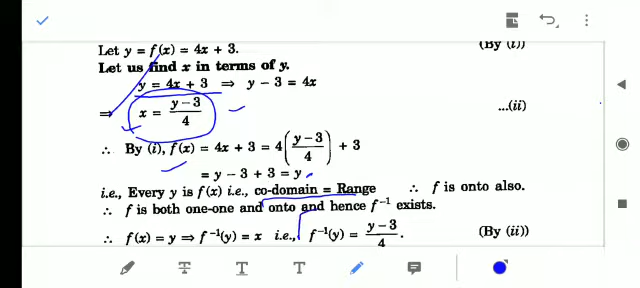 Let y = f(x) = 4x + 3. (By i)
Let us find x in terms of y.
y = 4x + 3 ⇒ y − 3 = 4x
⇒ x = (y − 3)/4 ...(ii)
∴ By (i), f(x) = 4x + 3 = 4((y − 3)/4) + 3
= y − 3 + 3 = y.
i.e., Every y is f(x) i.e., co-domain = Range ∴ f is onto also.
∴ f is both one-one and onto and hence f⁻¹ exists.
∴ f(x) = y ⇒ f⁻¹(y) = x i.e., f⁻¹(y) = (y − 3)/4. (By ii)